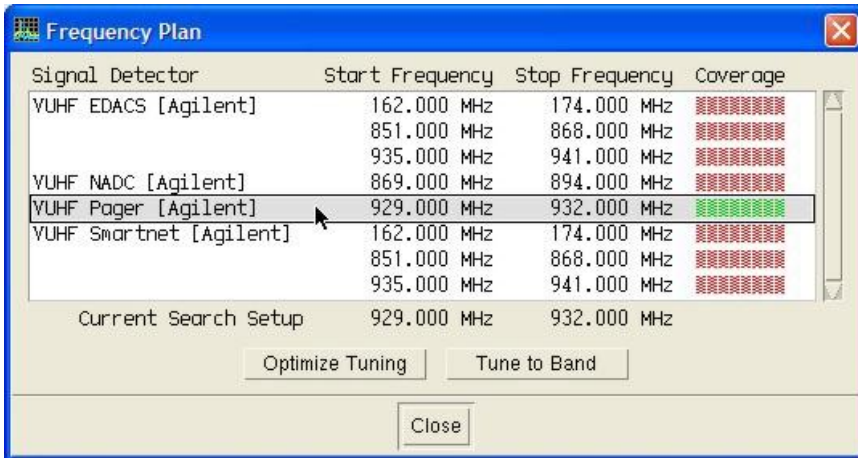 Frequency Plan
Signal Detector Start Frequency Stop Frequency Coverage
VUHF EDACS [Agilent] 162.000 MHz 174.000 MHz
851.000 MHz 868.000 MHz
935.000 MHz 941.000 MHz
VUHF NADC [Agilent] 869.000 MHz 894.000 MHz
VUHF Pager [Agilent] 929.000 MHz 932.000 MHz
VUHF Smartnet [Agilent] 162.000 MHz 174.000 MHz
851.000 MHz 868.000 MHz
935.000 MHz 941.000 MHz
Current Search Setup 929.000 MHz 932.000 MHz
Optimize Tuning Tune to Band
Close